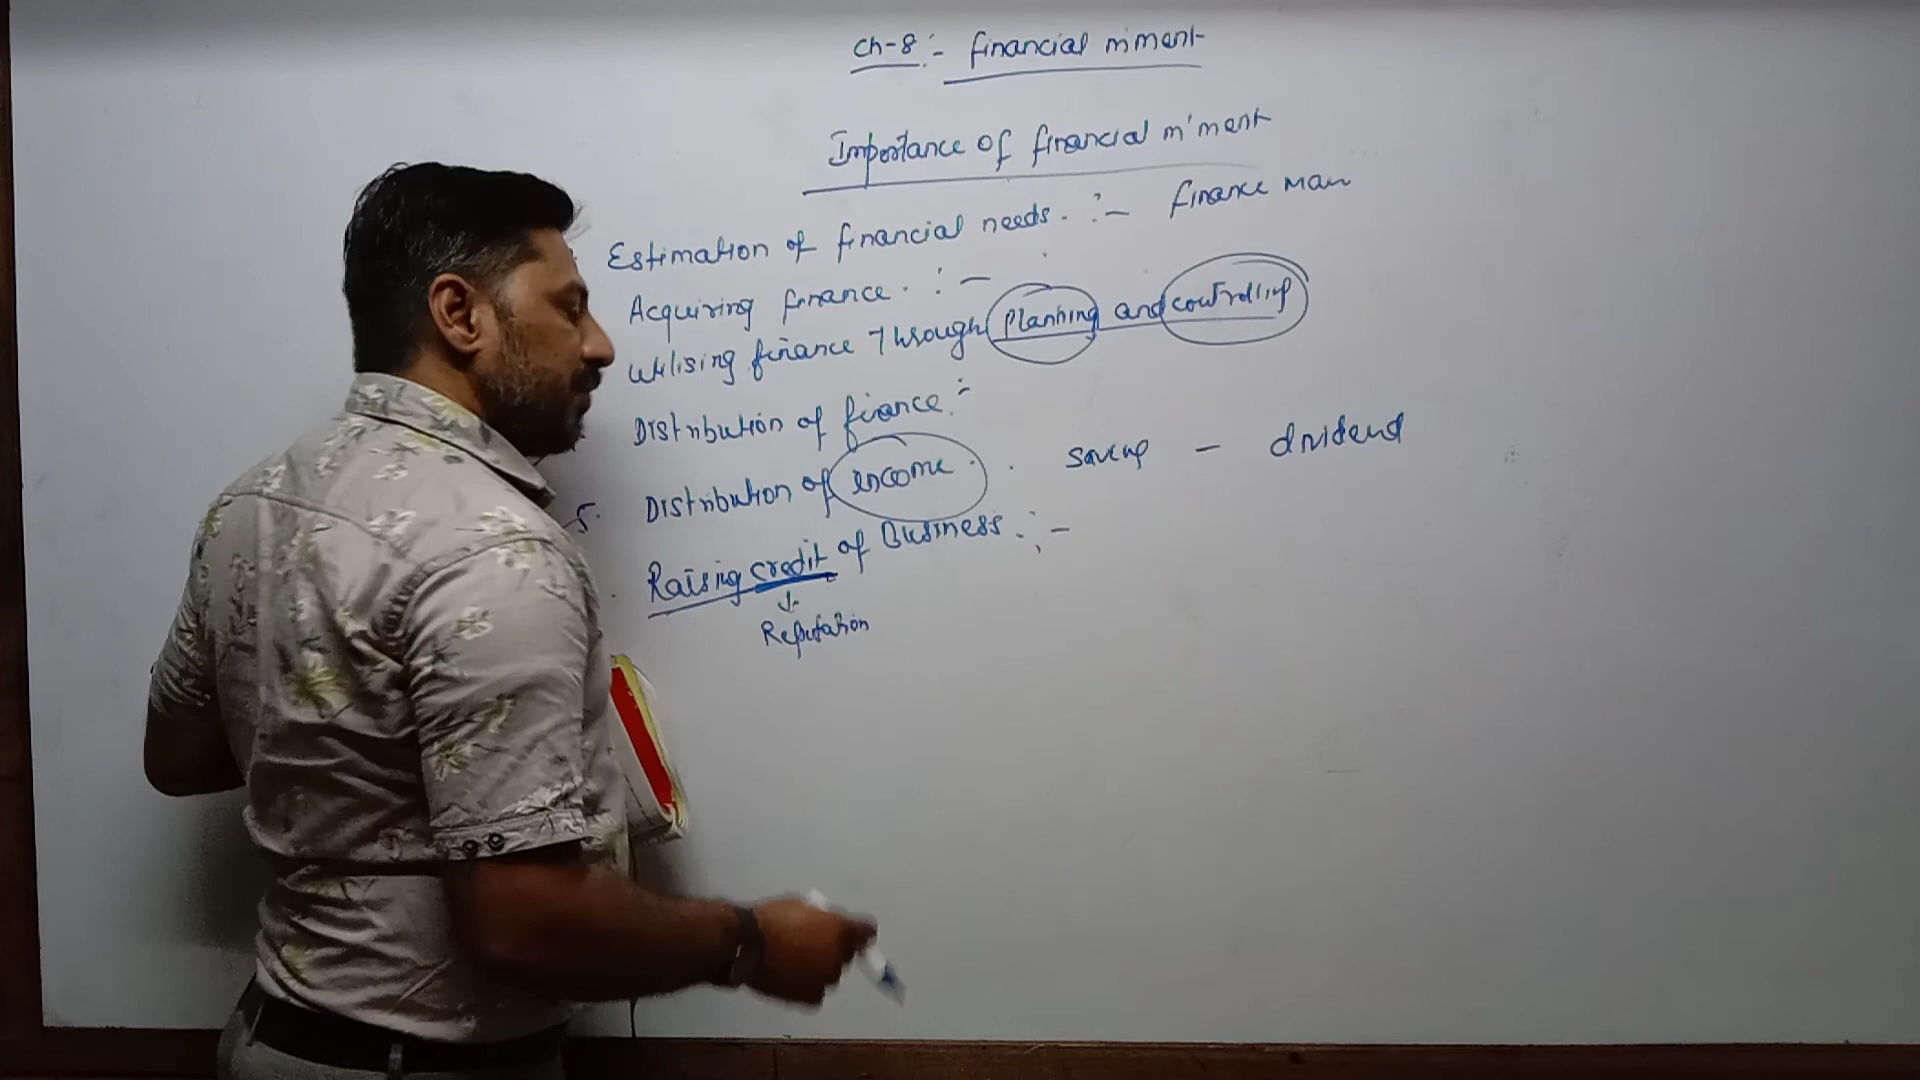 Ch-8 :- financial m'ment
Importance of financial m'ment
Estimation of financial needs. :- finance man
Acquiring finance. :-
Utilising finance Through planning and controlling
Distribution of finance :-
5. Distribution of income. . saving - dividend
Raising credit of Business. :-
Reputation